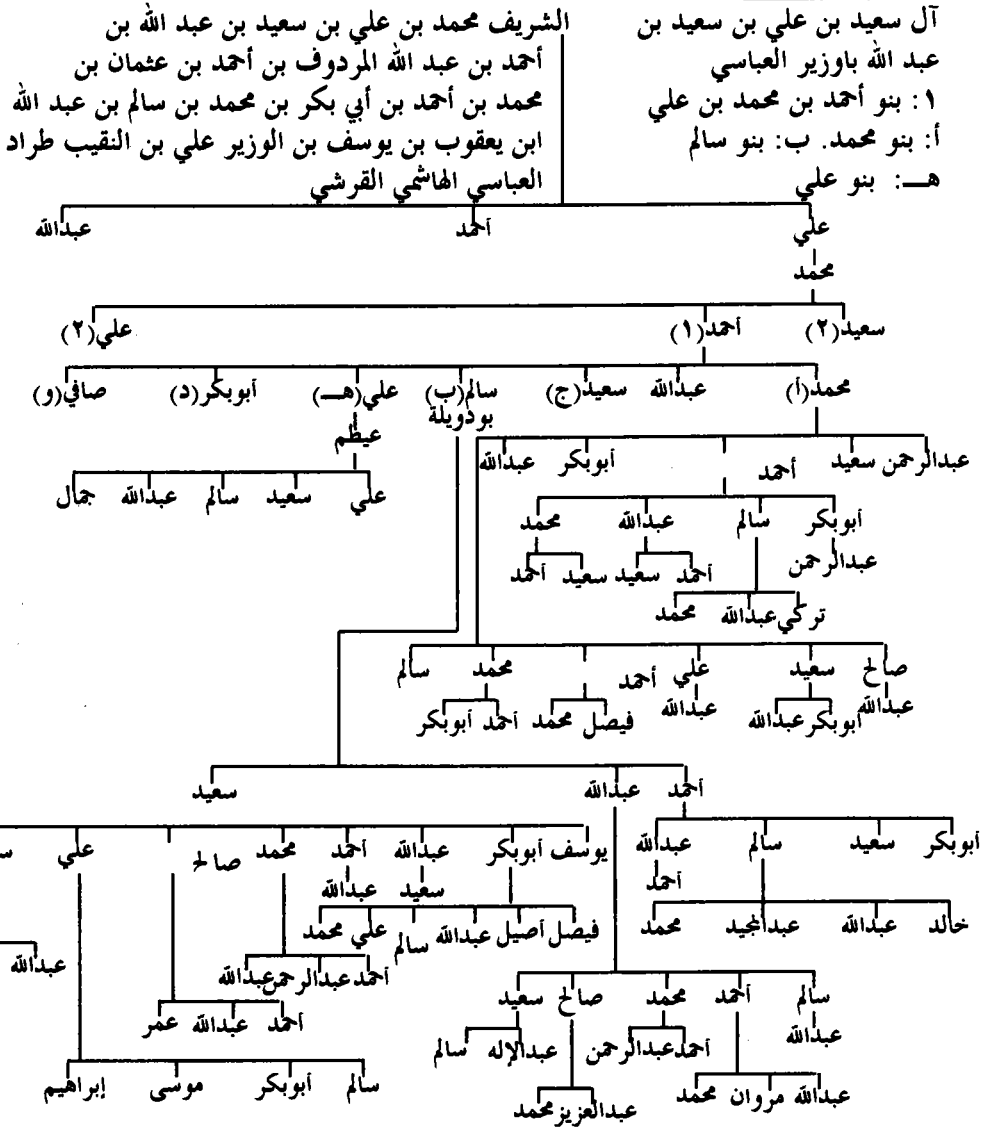 آل سعيد بن علي بن سعيد بن
عبد الله باوزير العباسي
١: بنو أحمد بن محمد بن علي
أ: بنو محمد. ب: بنو سالم
هـ: بنو علي
الشريف محمد بن علي بن سعيد بن عبد الله بن
أحمد بن عبد الله المردوف بن أحمد بن عثمان بن
محمد بن أحمد بن أبي بكر بن محمد بن سالم بن عبد الله
ابن يعقوب بن يوسف بن الوزير علي بن النقيب طراد
العباسي الهاشمي القرشي
علي أحمد عبدالله
محمد
سعيد(٢) أحمد(١) علي(٢)
محمد(أ) عبدالله سعيد(ج) سالم(ب) علي(هـ) أبوبكر(د) صافي(و)
بودويلة
عيظم
عبدالرحمن سعيد أحمد أبوبكر عبدالله
علي سعيد سالم عبدالله جمال
أبوبكر سالم عبدالله محمد
عبدالرحمن
أحمد سعيد سعيد أحمد
تركي عبدالله محمد
صالح سعيد علي أحمد محمد سالم
عبدالله أبوبكر عبدالله عبدالله فيصل محمد أحمد أبوبكر
أحمد عبدالله سعيد
أبوبكر سعيد سالم عبدالله
يوسف أبوبكر عبدالله أحمد محمد صالح علي
أحمد
سعيد عبدالله
خالد عبدالله عبدالمجيد محمد
فيصل أصيل عبدالله سالم علي محمد
أحمد عبدالرحمن عبدالله
عبدالله
سالم أحمد محمد صالح سعيد
أحمد عبدالله عمر
عبدالله
أحمد عبدالرحمن عبدالإله سالم
سالم أبوبكر موسى إبراهيم
عبدالله مروان محمد
عبدالعزيز محمد